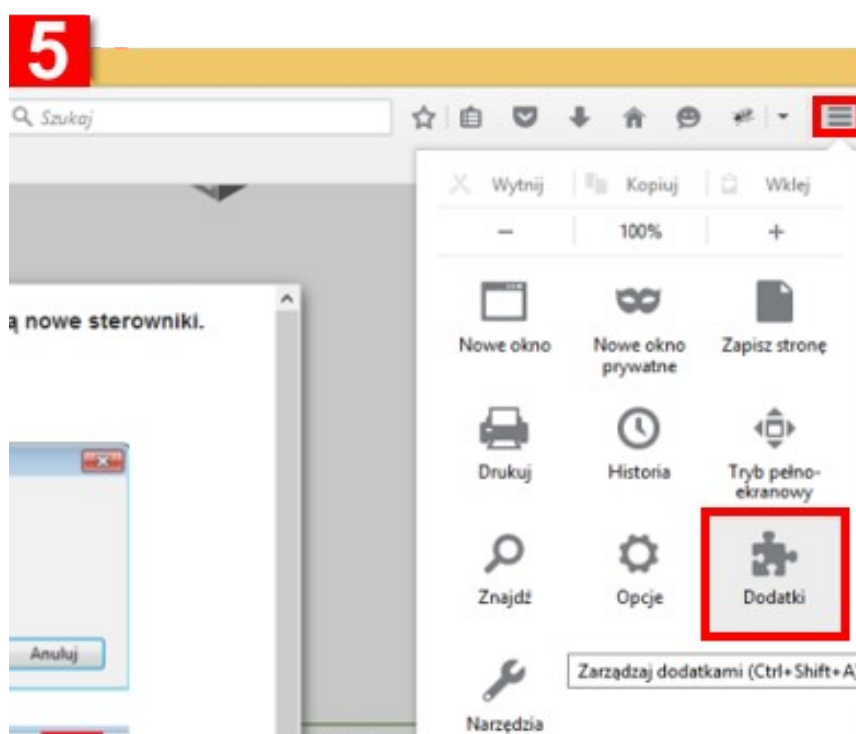 5
Szukaj
Wytnij Kopiuj Wklej
− 100% +
ą nowe sterowniki.
Nowe okno
Nowe okno
prywatne
Zapisz stronę
Drukuj
Historia
Tryb pełno-
ekranowy
Znajdź
Opcje
Dodatki
Anuluj
Zarządzaj dodatkami (Ctrl+Shift+A)
Narzędzia